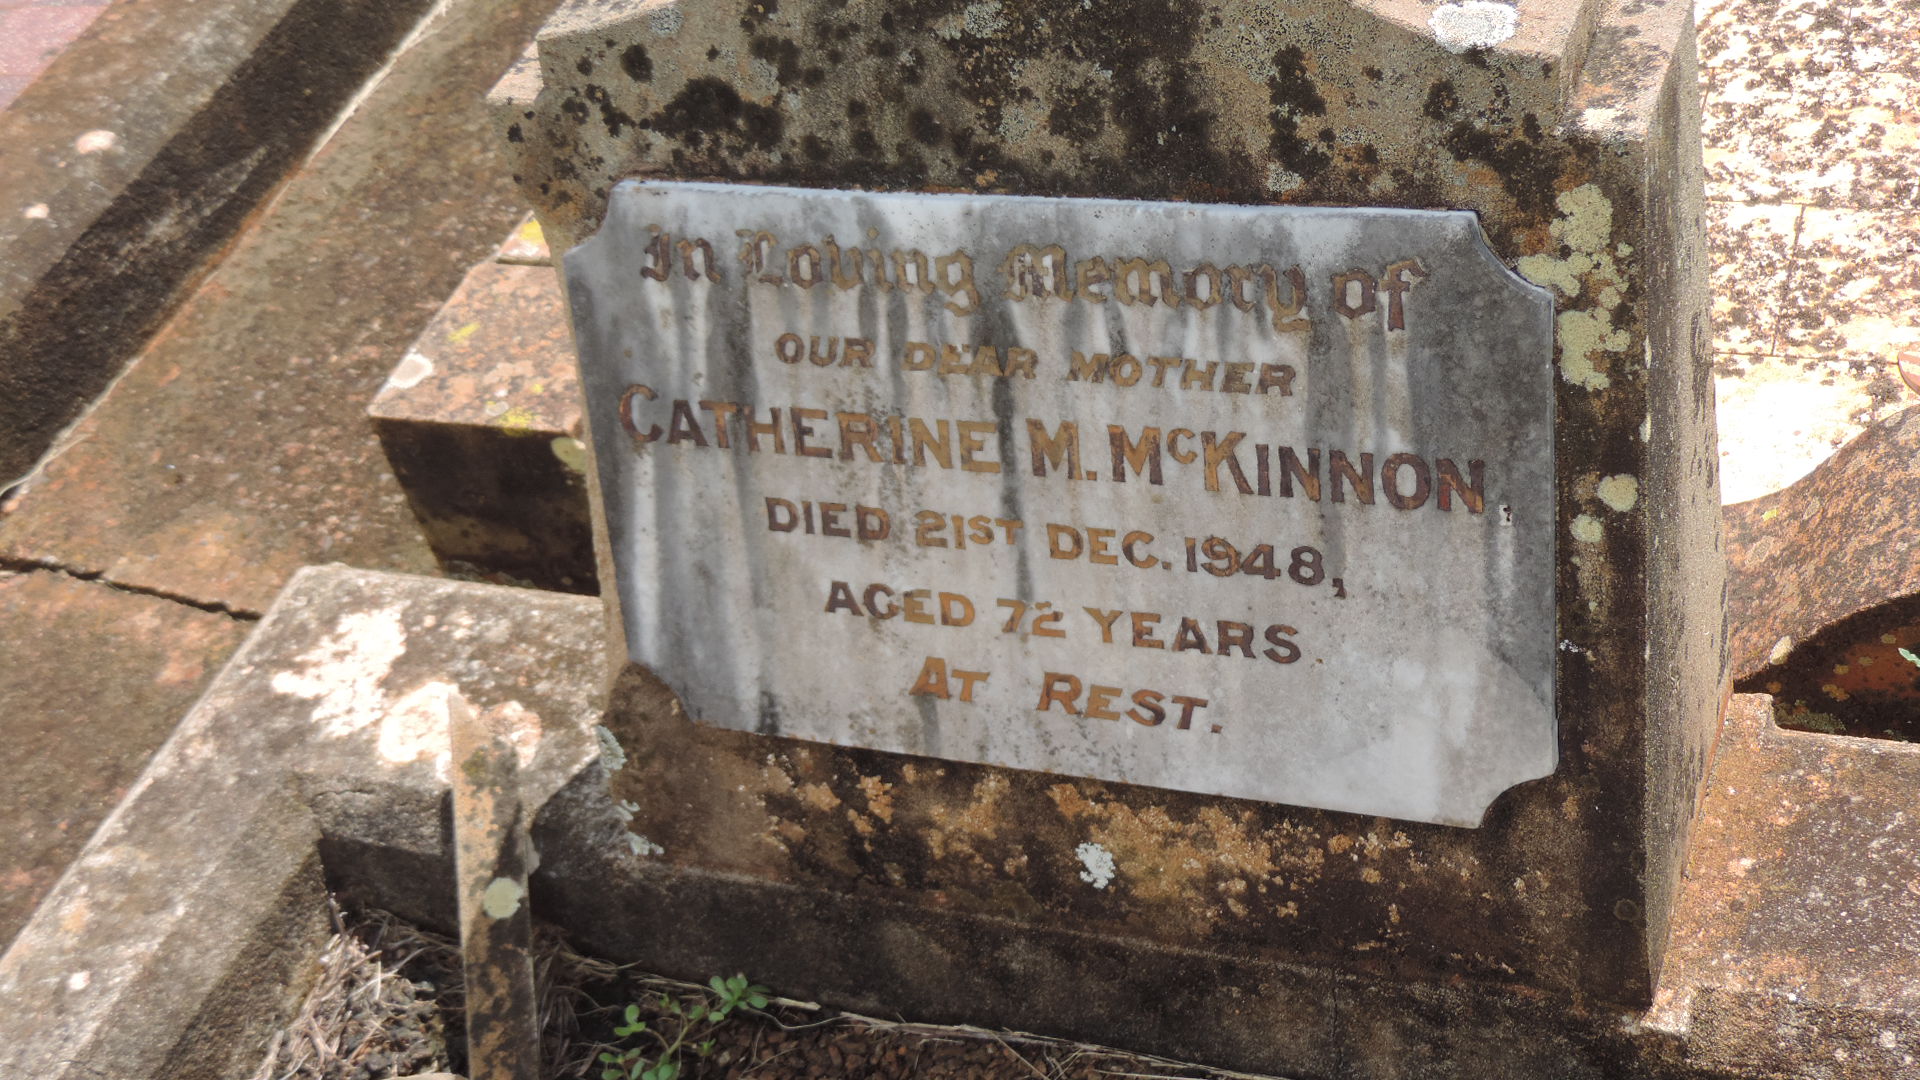 In Loving Memory of
OUR DEAR MOTHER
CATHERINE M. McKINNON,
DIED 21ST DEC. 1948,
AGED 72 YEARS.
AT REST.